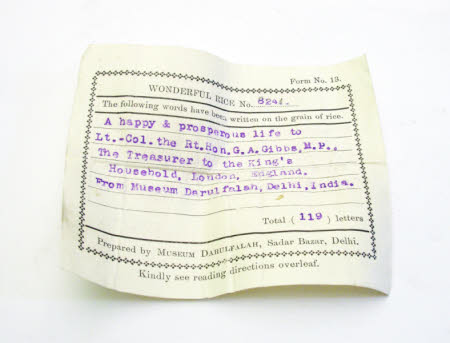 Form No. 13.
WONDERFUL RICE No. 8241.
The following words have been written on the grain of rice.
A happy & prosperous life to
Lt.-Col. the Rt.Hon.G.A.Gibbs,M.P.,
The Treasurer to the King's
Household, London, England.
From Museum Darulfalah, Delhi, India.
Total ( 119 ) letters
Prepared by MUSEUM DARULFALAH, Sadar Bazar, Delhi.
Kindly see reading directions overleaf.